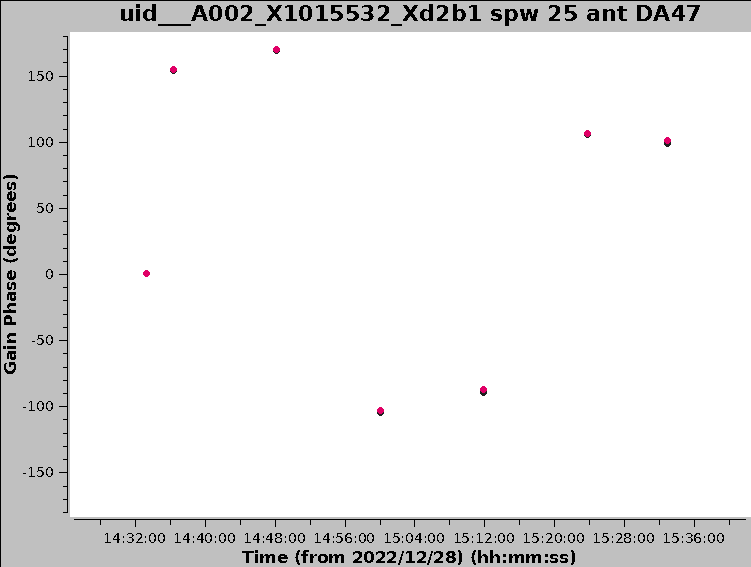 uid___A002_X1015532_Xd2b1 spw 25 ant DA47
Gain Phase (degrees)
150
100
50
0
-50
-100
-150
14:32:00 14:40:00 14:48:00 14:56:00 15:04:00 15:12:00 15:20:00 15:28:00 15:36:00
Time (from 2022/12/28) (hh:mm:ss)